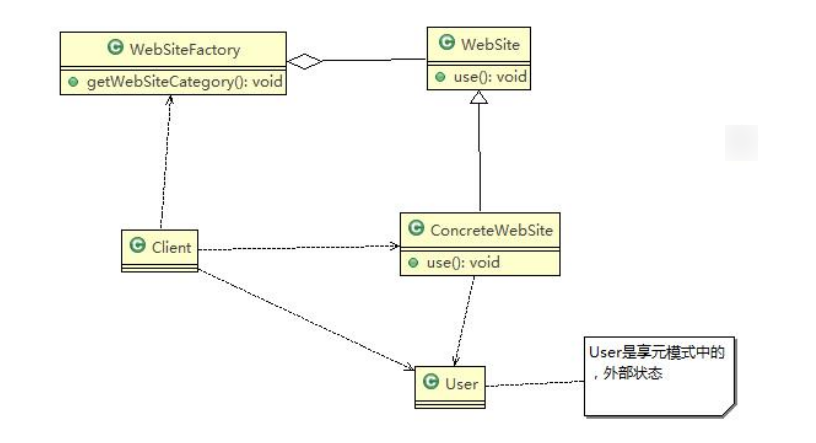 WebSiteFactory
getWebSiteCategory(): void
WebSite
use(): void
Client
ConcreteWebSite
use(): void
User
User是享元模式中的
，外部状态